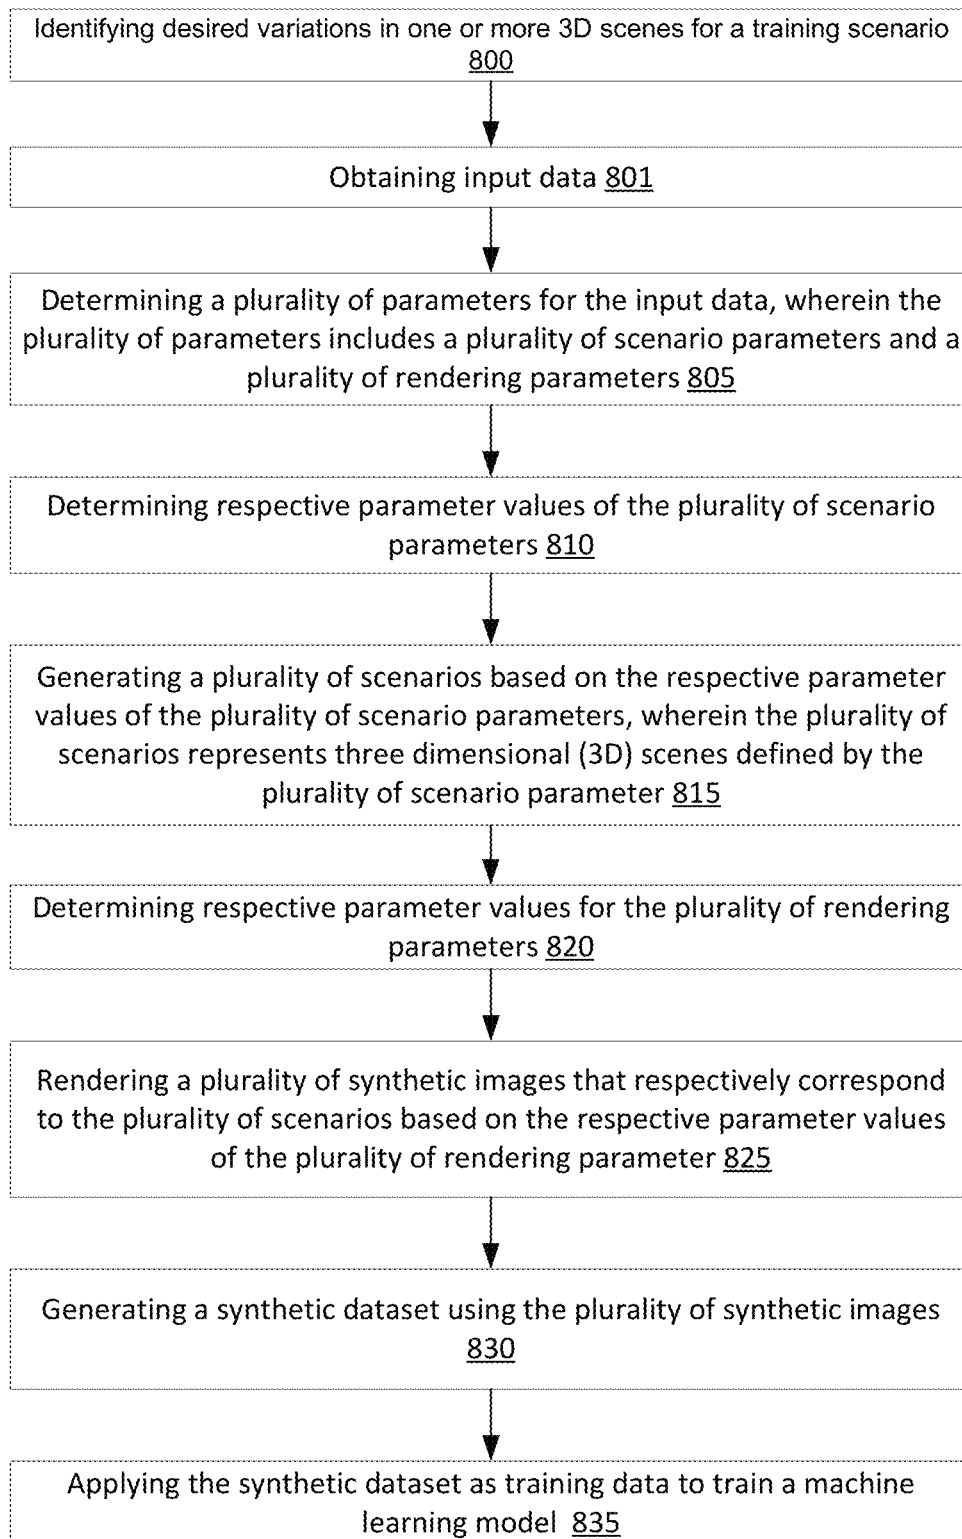 Identifying desired variations in one or more 3D scenes for a training scenario
800
Obtaining input data 801
Determining a plurality of parameters for the input data, wherein the
plurality of parameters includes a plurality of scenario parameters and a
plurality of rendering parameters 805
Determining respective parameter values of the plurality of scenario
parameters 810
Generating a plurality of scenarios based on the respective parameter
values of the plurality of scenario parameters, wherein the plurality of
scenarios represents three dimensional (3D) scenes defined by the
plurality of scenario parameter 815
Determining respective parameter values for the plurality of rendering
parameters 820
Rendering a plurality of synthetic images that respectively correspond
to the plurality of scenarios based on the respective parameter values
of the plurality of rendering parameter 825
Generating a synthetic dataset using the plurality of synthetic images
830
Applying the synthetic dataset as training data to train a machine
learning model 835